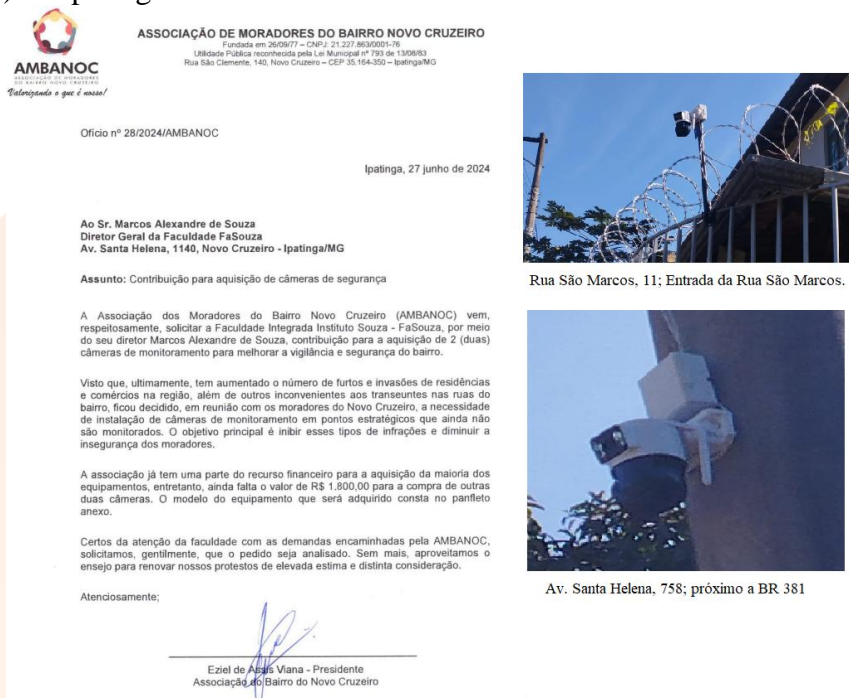 AMBANOC
ASSOCIAÇÃO DE MORADORES
DO BAIRRO NOVO CRUZEIRO
Valorizando o que é nosso!
ASSOCIAÇÃO DE MORADORES DO BAIRRO NOVO CRUZEIRO
Fundada em 26/09/77 – CNPJ: 21.227.863/0001-76
Utilidade Pública reconhecida pela Lei Municipal nº 793 de 13/08/83
Rua São Clemente, 140, Novo Cruzeiro – CEP 35.164-350 – Ipatinga/MG
Ofício nº 28/2024/AMBANOC
Ipatinga, 27 junho de 2024
Ao Sr. Marcos Alexandre de Souza
Diretor Geral da Faculdade FaSouza
Av. Santa Helena, 1140, Novo Cruzeiro - Ipatinga/MG
Assunto: Contribuição para aquisição de câmeras de segurança
A Associação dos Moradores do Bairro Novo Cruzeiro (AMBANOC) vem,
respeitosamente, solicitar a Faculdade Integrada Instituto Souza - FaSouza, por meio
do seu diretor Marcos Alexandre de Souza, contribuição para a aquisição de 2 (duas)
câmeras de monitoramento para melhorar a vigilância e segurança do bairro.
Visto que, ultimamente, tem aumentado o número de furtos e invasões de residências
e comércios na região, além de outros inconvenientes aos transeuntes nas ruas do
bairro, ficou decidido, em reunião com os moradores do Novo Cruzeiro, a necessidade
de instalação de câmeras de monitoramento em pontos estratégicos que ainda não
são monitorados. O objetivo principal é inibir esses tipos de infrações e diminuir a
insegurança dos moradores.
A associação já tem uma parte do recurso financeiro para a aquisição da maioria dos
equipamentos, entretanto, ainda falta o valor de R$ 1.800,00 para a compra de outras
duas câmeras. O modelo do equipamento que será adquirido consta no panfleto
anexo.
Certos da atenção da faculdade com as demandas encaminhadas pela AMBANOC,
solicitamos, gentilmente, que o pedido seja analisado. Sem mais, aproveitamos o
ensejo para renovar nossos protestos de elevada estima e distinta consideração.
Atenciosamente;
Eziel de Assis Viana - Presidente
Associação do Bairro do Novo Cruzeiro
Rua São Marcos, 11; Entrada da Rua São Marcos.
Av. Santa Helena, 758; próximo a BR 381